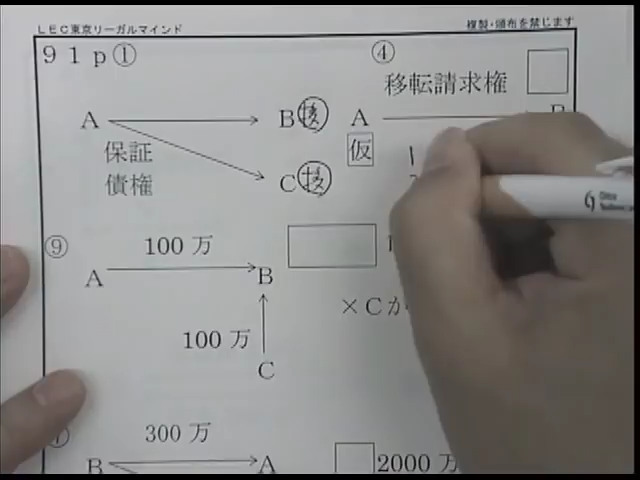 LEC東京リーガルマインド
複製・頒布を禁じます
91p①
④
移転請求権
A
B
A
B
仮
保証
債権
C
⑨
100万
A
B
×Cか
100万
C
300万
B
A
2000万